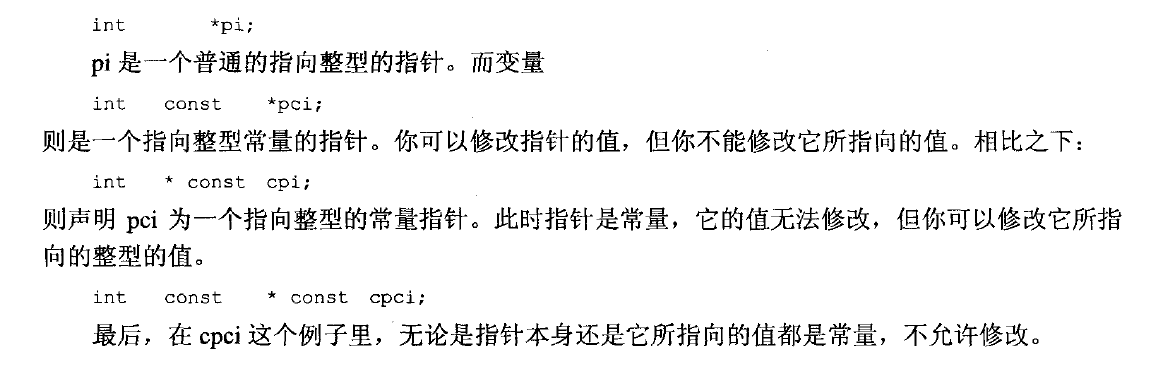 int *pi;
pi 是一个普通的指向整型的指针。而变量
int const *pci;
则是一个指向整型常量的指针。你可以修改指针的值，但你不能修改它所指向的值。相比之下：
int * const cpi;
则声明 pci 为一个指向整型的常量指针。此时指针是常量，它的值无法修改，但你可以修改它所指
向的整型的值。
int const * const cpci;
最后，在 cpci 这个例子里，无论是指针本身还是它所指向的值都是常量，不允许修改。